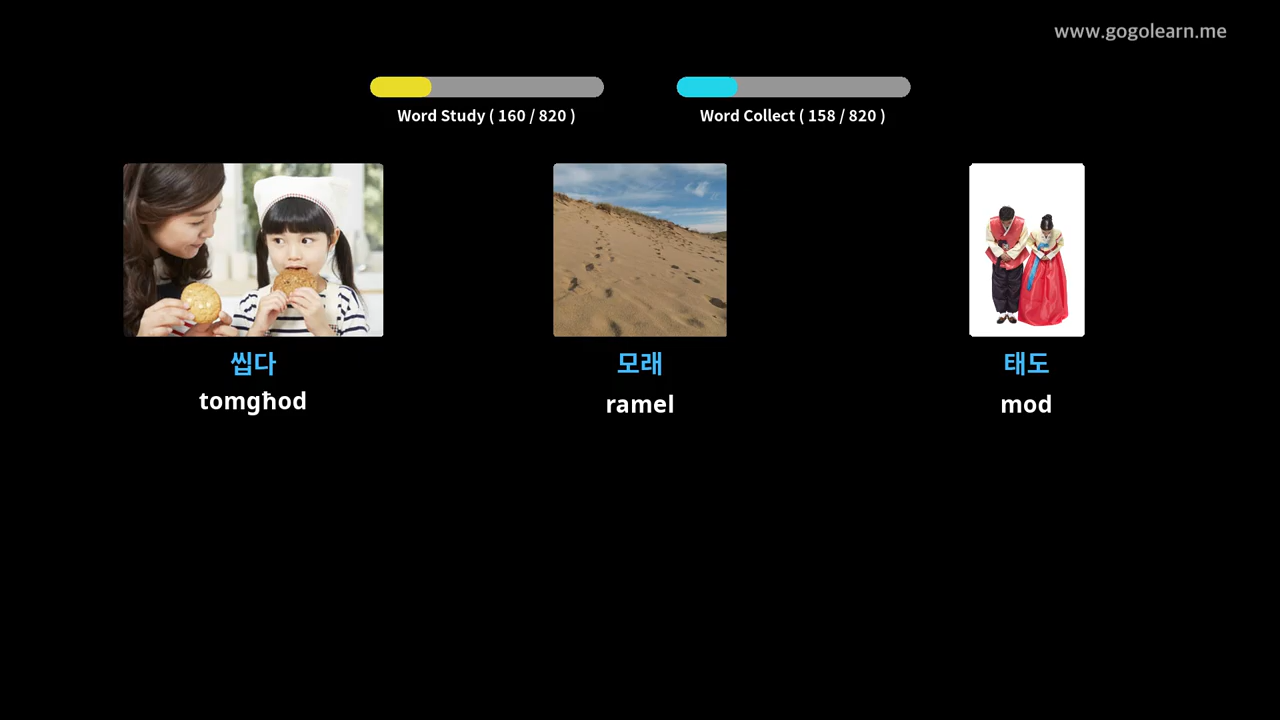 www.gogolearn.me
Word Study ( 160 / 820 )
Word Collect ( 158 / 820 )
씹다
모래
태도
tomgħod
ramel
mod